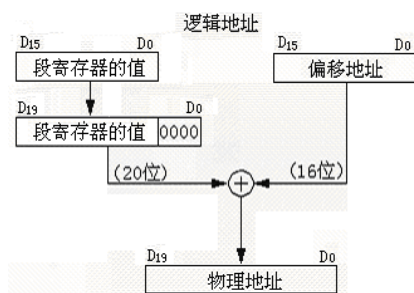 逻辑地址
D15 D0 D15 D0
段寄存器的值 偏移地址
D19 D0
段寄存器的值 0000
(20位) (16位)
D19 D0
物理地址